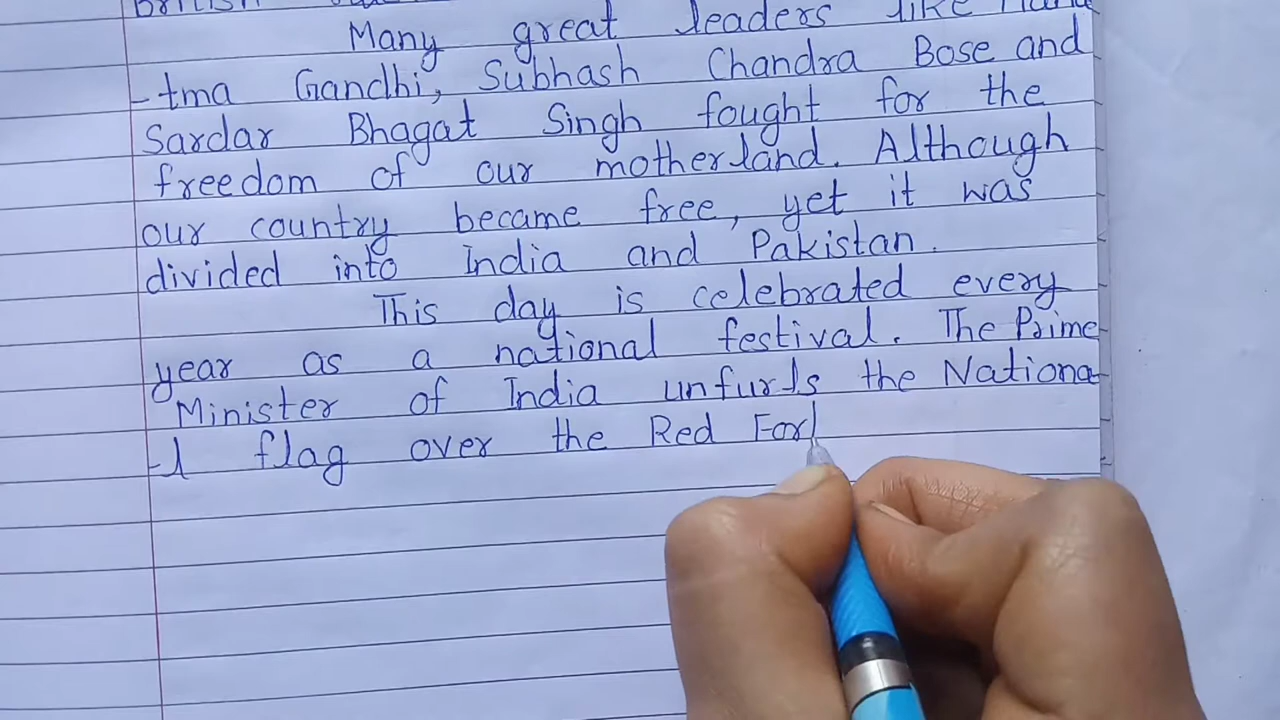 British
Many great leaders like Maha
-tma Gandhi, Subhash Chandra Bose and
Sardar Bhagat Singh fought for the
freedom of our motherland. Although
our country became free, yet it was
divided into India and Pakistan.
This day is celebrated every
year as a national festival. The Prime
Minister of India unfurls the Nationa
-l flag over the Red For